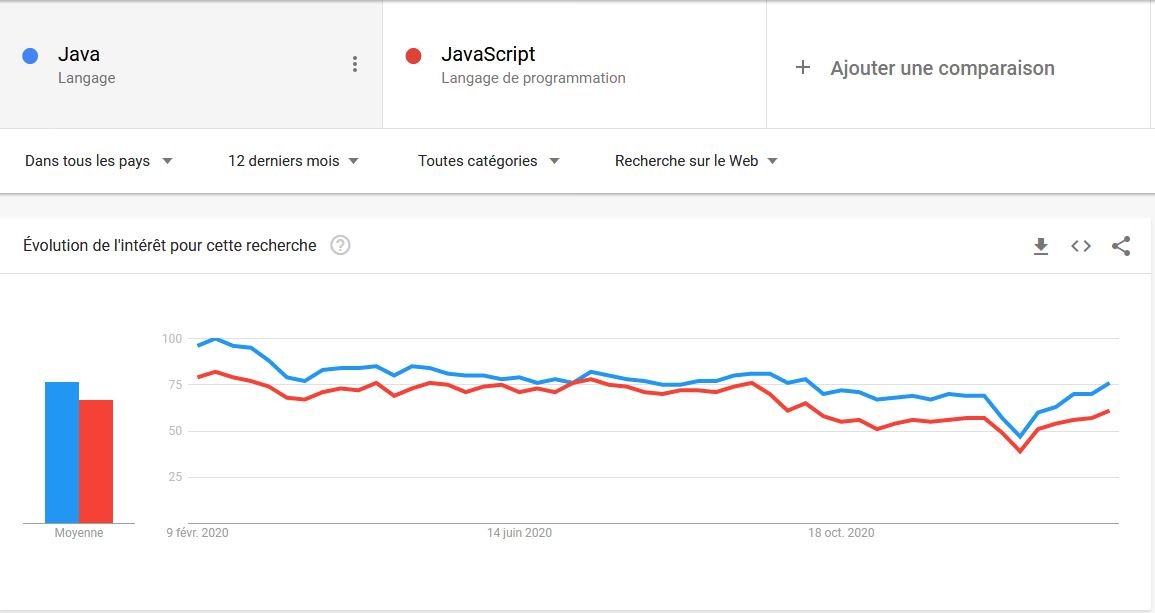 Java
Langage
JavaScript
Langage de programmation
+ Ajouter une comparaison
Dans tous les pays
12 derniers mois
Toutes catégories
Recherche sur le Web
Évolution de l'intérêt pour cette recherche ?
100
75
50
25
Moyenne
9 févr. 2020
14 juin 2020
18 oct. 2020